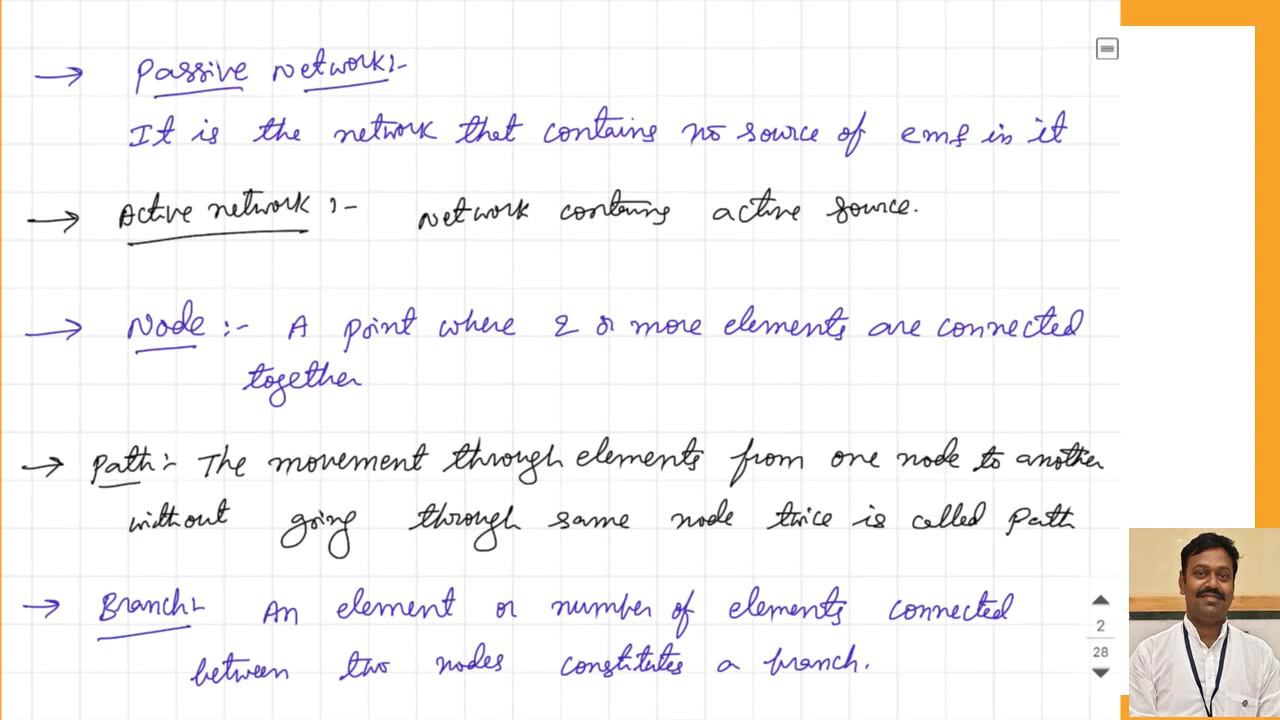 → Passive Network:-
It is the network that contains no source of emf in it
→ Active network :- Network contains active source.
→ Node :- A point where 2 or more elements are connected
together
→ Path:- The movement through elements from one node to another
without going through same node twice is called Path
→ Branch:- An element or number of elements connected
between two nodes constitutes a branch.
2
28